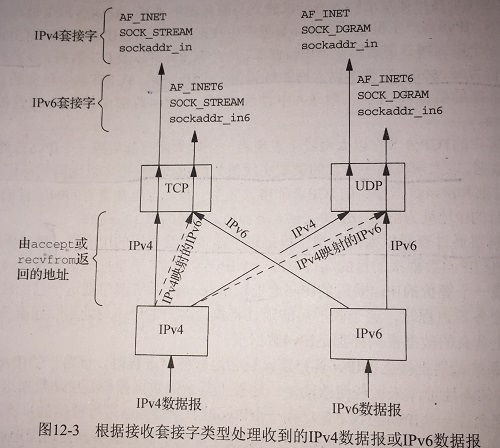 IPv4套接字
AF_INET
SOCK_STREAM
sockaddr_in
AF_INET
SOCK_DGRAM
sockaddr_in
IPv6套接字
AF_INET6
SOCK_STREAM
sockaddr_in6
AF_INET6
SOCK_DGRAM
sockaddr_in6
TCP
UDP
由accept或
recvfrom返
回的地址
IPv4
IPv4映射的IPv6
IPv6
IPv4
IPv4映射的IPv6
IPv6
IPv4
IPv6
IPv4数据报
IPv6数据报
图12-3 根据接收套接字类型处理收到的IPv4数据报或IPv6数据报